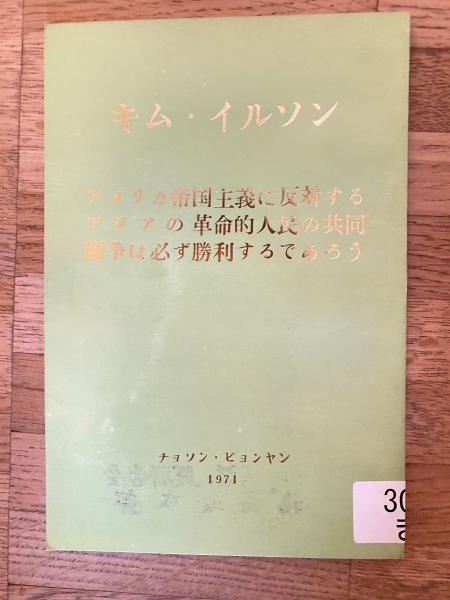 キム・イルソン
アメリカ帝国主義に反対する
アジアの革命的人民の共同
闘争は必ず勝利するであろう
チョソン・ピョンヤン
1971
30